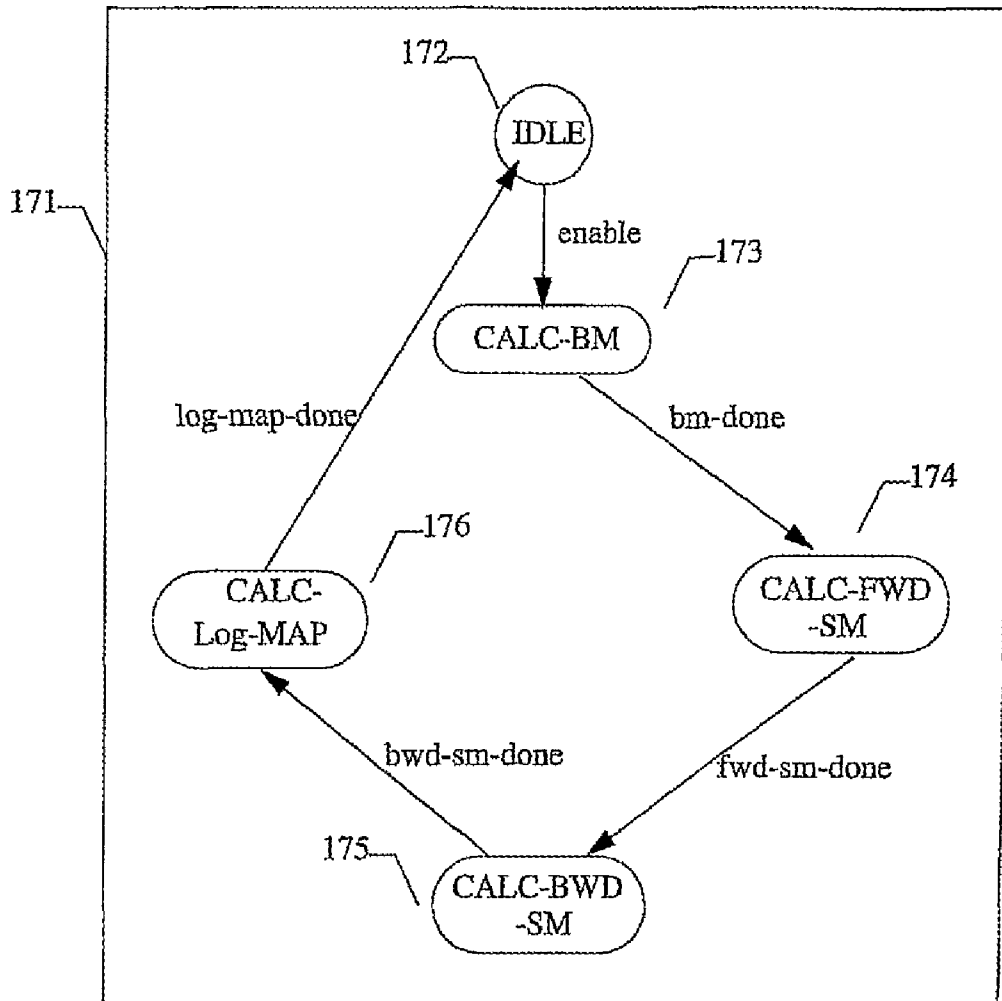 172
IDLE
171
enable
173
CALC-BM
log-map-done
bm-done
174
176
CALC-
Log-MAP
CALC-FWD
-SM
bwd-sm-done
fwd-sm-done
175
CALC-BWD
-SM